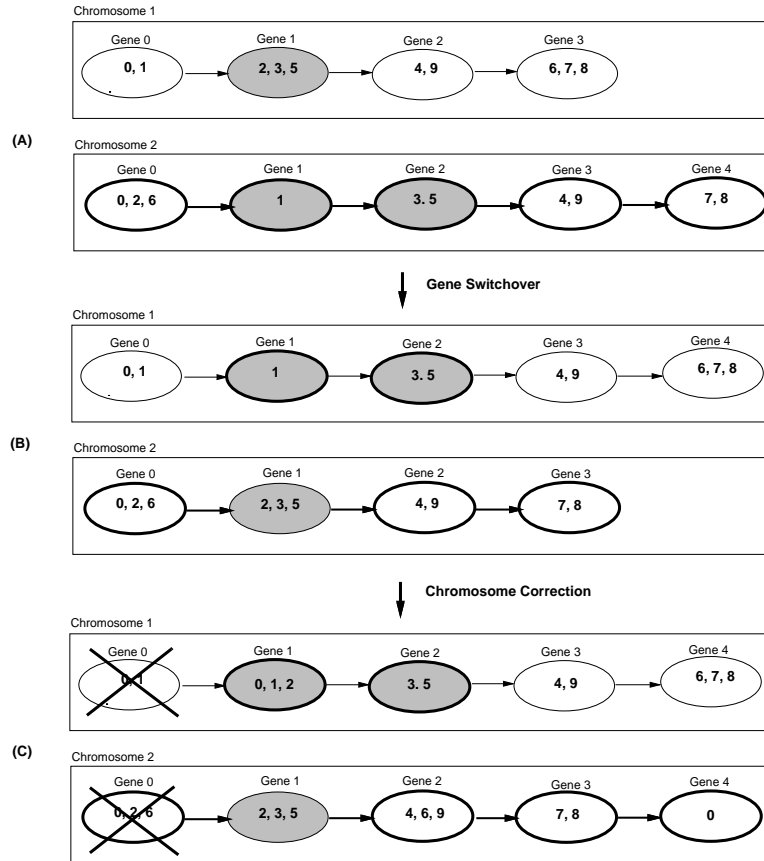 Chromosome 1
Gene 0 Gene 1 Gene 2 Gene 3
0, 1 2, 3, 5 4, 9 6, 7, 8
(A)
Chromosome 2
Gene 0 Gene 1 Gene 2 Gene 3 Gene 4
0, 2, 6 1 3. 5 4, 9 7, 8
Gene Switchover
Chromosome 1
Gene 0 Gene 1 Gene 2 Gene 3 Gene 4
0, 1 1 3. 5 4, 9 6, 7, 8
(B)
Chromosome 2
Gene 0 Gene 1 Gene 2 Gene 3
0, 2, 6 2, 3, 5 4, 9 7, 8
Chromosome Correction
Chromosome 1
Gene 0 Gene 1 Gene 2 Gene 3 Gene 4
0, 1 0, 1, 2 3. 5 4, 9 6, 7, 8
(C)
Chromosome 2
Gene 0 Gene 1 Gene 2 Gene 3 Gene 4
0, 2, 6 2, 3, 5 4, 6, 9 7, 8 0